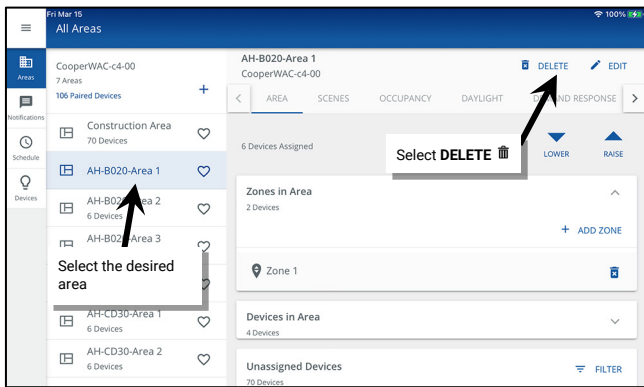 Fri Mar 15
100%
All Areas
Areas
Notifications
Schedule
Devices
CooperWAC-c4-00
7 Areas
106 Paired Devices
+
Construction Area
70 Devices
AH-B020-Area 1
AH-B020-Area 2
6 Devices
AH-B020-Area 3
Select the desired
area
AH-CD30-Area 1
6 Devices
AH-CD30-Area 2
6 Devices
AH-B020-Area 1
CooperWAC-c4-00
DELETE
EDIT
AREA SCENES OCCUPANCY DAYLIGHT DEMAND RESPONSE
6 Devices Assigned
Select DELETE
LOWER RAISE
Zones in Area
2 Devices
+ ADD ZONE
Zone 1
Devices in Area
4 Devices
Unassigned Devices
70 Devices
FILTER